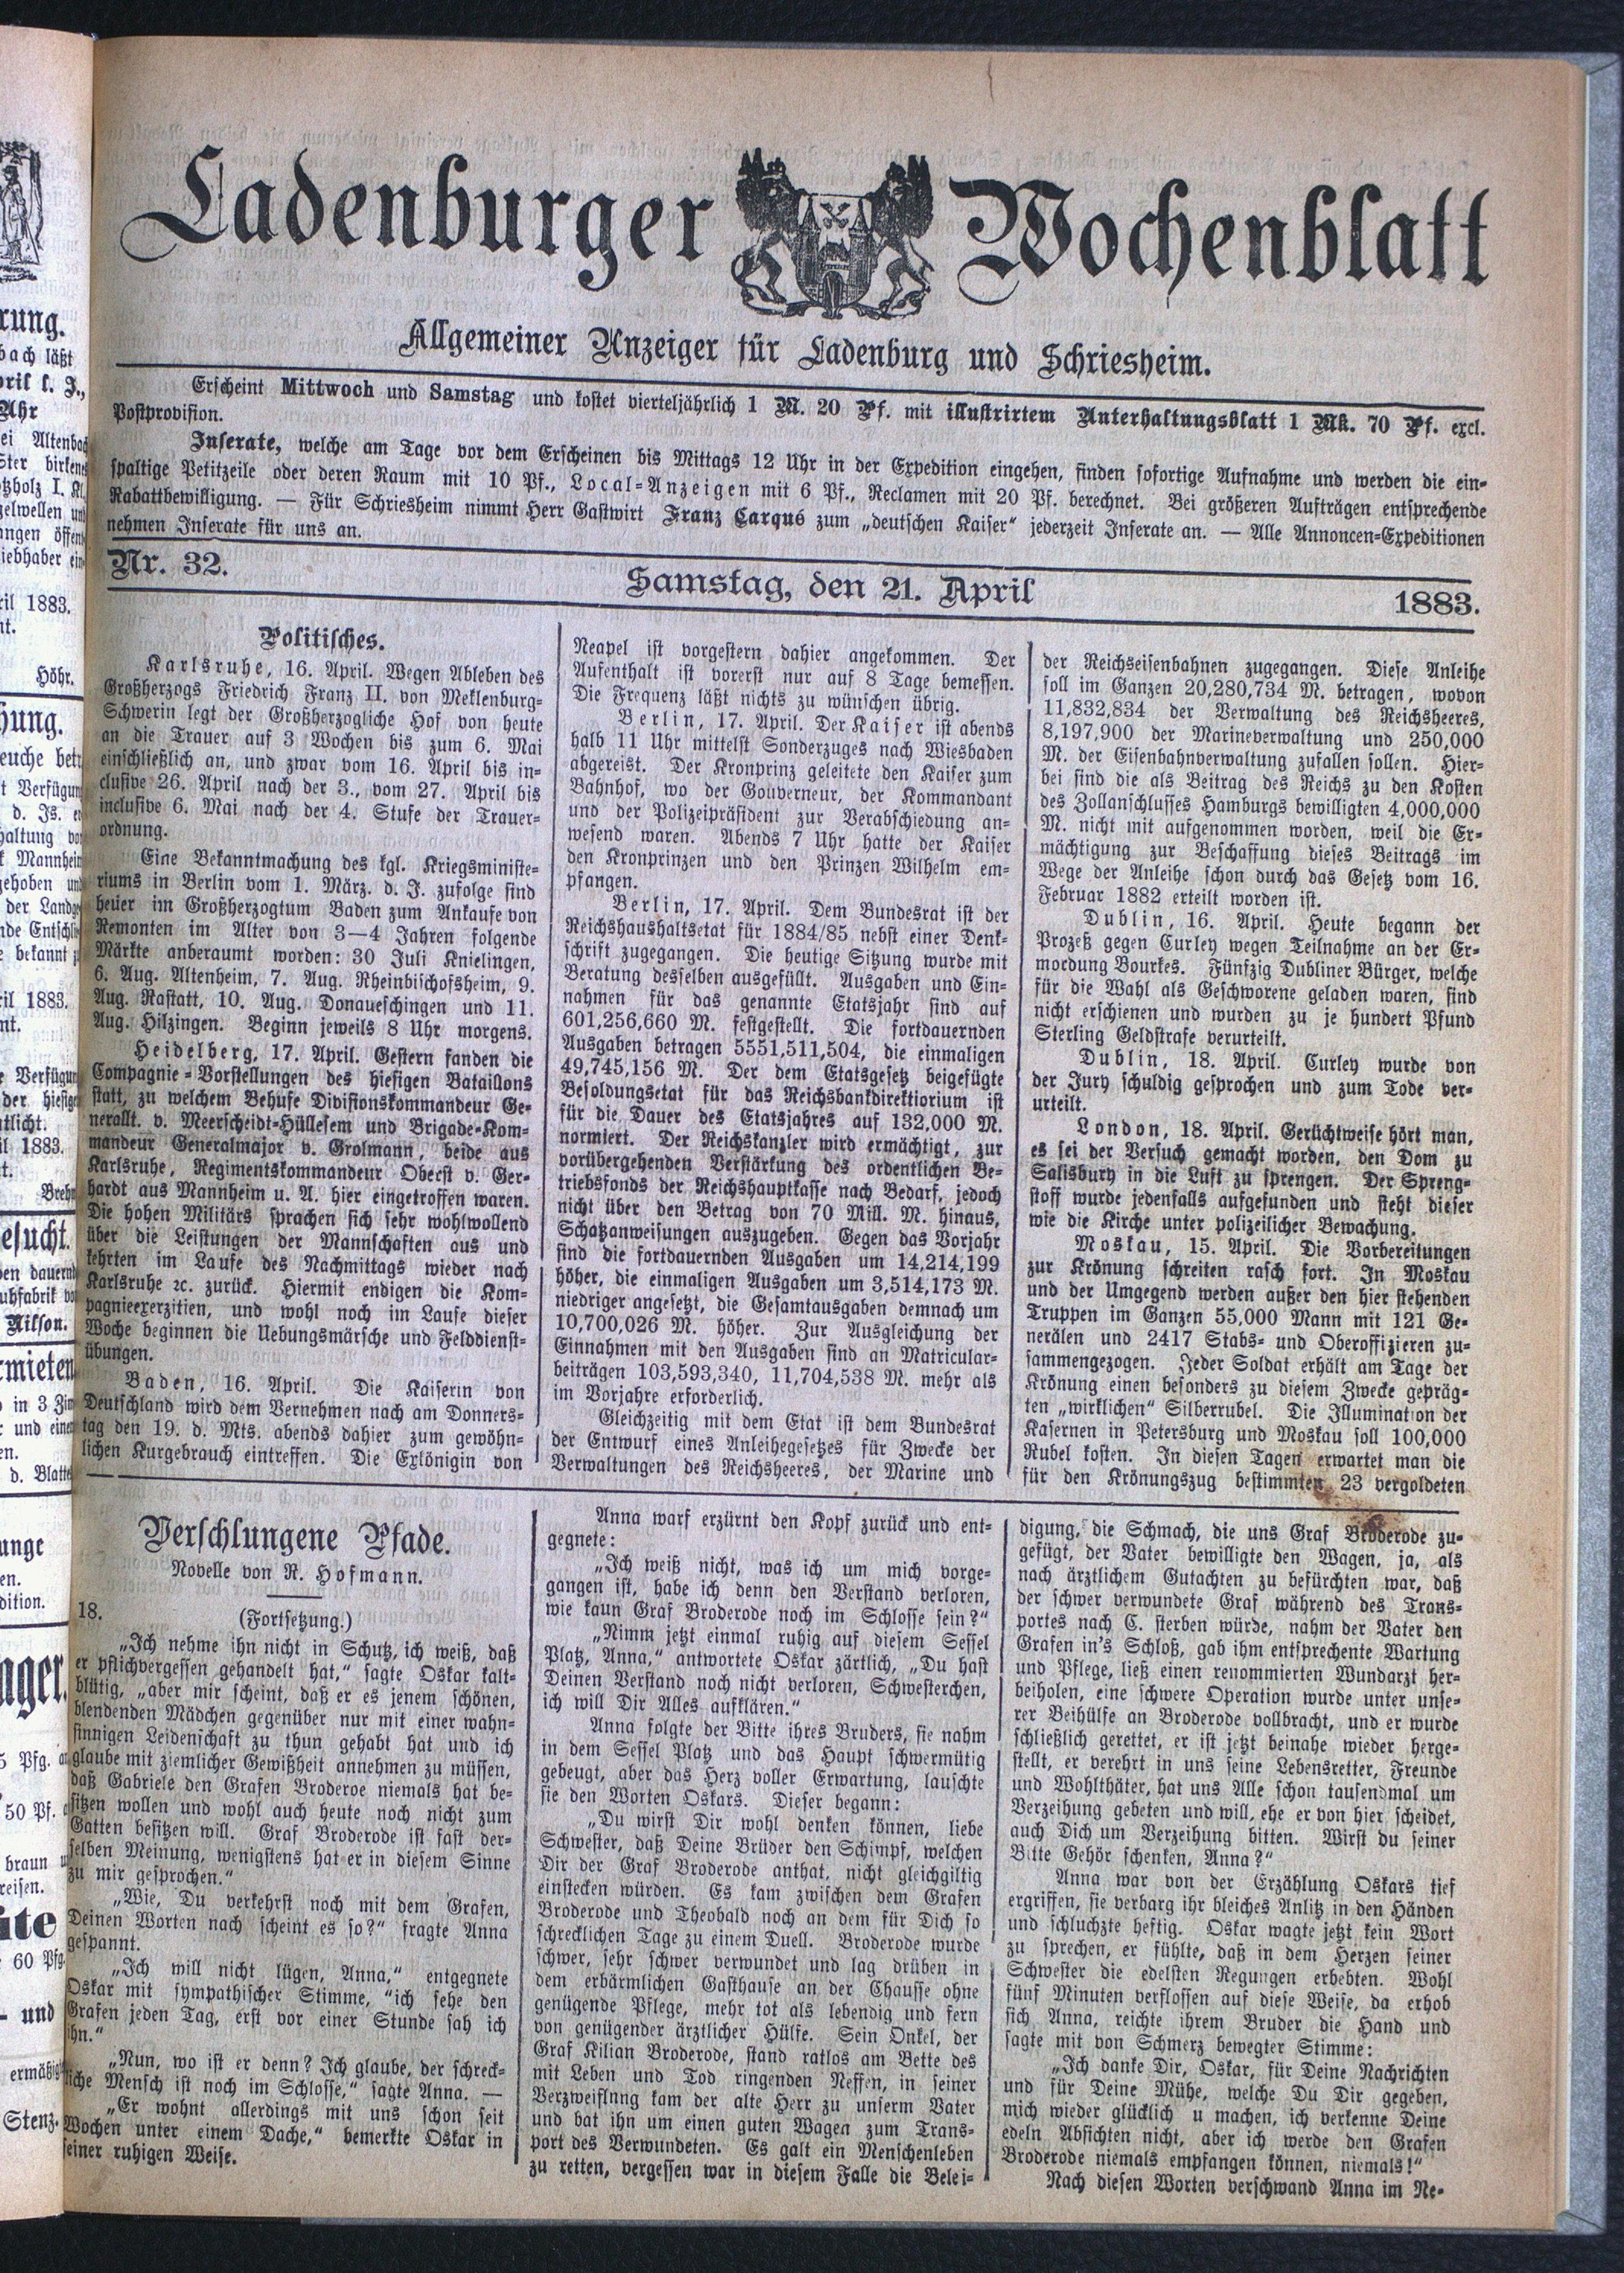 Ladenburger Wochenblatt
Allgemeiner Anzeiger für Ladenburg und Schriesheim.
Erscheint Mittwoch und Samstag und kostet vierteljährlich 1 M. 20 Pf. mit illustrirtem Unterhaltungsblatt 1 Mk. 70 Pf. excl.
Postprovision.
Inserate, welche am Tage vor dem Erscheinen bis Mittags 12 Uhr in der Expedition eingehen, finden sofortige Aufnahme und werden die ein-
spaltige Petitzeile oder deren Raum mit 10 Pf., Local-Anzeigen mit 6 Pf., Reclamen mit 20 Pf. berechnet. Bei größeren Aufträgen entsprechende
Rabattbewilligung. — Für Schriesheim nimmt Herr Gastwirt Franz Carqué zum „deutschen Kaiser“ jederzeit Inserate an. — Alle Annoncen-Expeditionen
nehmen Inserate für uns an.
Nr. 32.
Samstag, den 21. April
1883.
Politisches.
Karlsruhe, 16. April. Wegen Ableben des
Großherzogs Friedrich Franz II. von Meklenburg-
Schwerin legt der Großherzogliche Hof von heute
an die Trauer auf 3 Wochen bis zum 6. Mai
einschließlich an, und zwar vom 16. April bis in-
clusive 26. April nach der 3., vom 27. April bis
inclusive 6. Mai nach der 4. Stufe der Trauer-
ordnung.
Eine Bekanntmachung des kgl. Kriegsministe-
riums in Berlin vom 1. März. d. J. zufolge sind
heuer im Großherzogtum Baden zum Ankaufe von
Remonten im Alter von 3—4 Jahren folgende
Märkte anberaumt worden: 30 Juli Knielingen,
6. Aug. Altenheim, 7. Aug. Rheinbischofsheim, 9.
Aug. Rastatt, 10. Aug. Donaueschingen und 11.
Aug. Hilzingen. Beginn jeweils 8 Uhr morgens.
Heidelberg, 17. April. Gestern fanden die
Compagnie-Vorstellungen des hiesigen Bataillons
statt, zu welchem Behufe Divisionskommandeur Ge-
nerallt. v. Meerscheidt-Hüllesem und Brigade-Kom-
mandeur Generalmajor v. Grolmann, beide aus
Karlsruhe, Regimentskommandeur Oberst v. Ger-
hardt aus Mannheim u. A. hier eingetroffen waren.
Die hohen Militärs sprachen sich sehr wohlwollend
über die Leistungen der Mannschaften aus und
kehrten im Laufe des Nachmittags wieder nach
Karlsruhe ꝛc. zurück. Hiermit endigen die Kom-
pagnieexerzitien, und wohl noch im Laufe dieser
Woche beginnen die Uebungsmärsche und Felddienst-
übungen.
Baden, 16. April. Die Kaiserin von
Deutschland wird dem Vernehmen nach am Donners-
tag den 19. d. Mts. abends dahier zum gewöhn-
lichen Kurgebrauch eintreffen. Die Exkönigin von
Neapel ist vorgestern dahier angekommen. Der
Aufenthalt ist vorerst nur auf 8 Tage bemessen.
Die Frequenz läßt nichts zu wünschen übrig.
Berlin, 17. April. Der Kaiser ist abends
halb 11 Uhr mittelst Sonderzuges nach Wiesbaden
abgereist. Der Kronprinz geleitete den Kaiser zum
Bahnhof, wo der Gouverneur, der Kommandant
und der Polizeipräsident zur Verabschiedung an-
wesend waren. Abends 7 Uhr hatte der Kaiser
den Kronprinzen und den Prinzen Wilhelm em-
pfangen.
Berlin, 17. April. Dem Bundesrat ist der
Reichshaushaltsetat für 1884/85 nebst einer Denk-
schrift zugegangen. Die heutige Sitzung wurde mit
Beratung desselben ausgefüllt. Ausgaben und Ein-
nahmen für das genannte Etatsjahr sind auf
601,256,660 M. festgestellt. Die fortdauernden
Ausgaben betragen 5551,511,504, die einmaligen
49,745,156 M. Der dem Etatsgesetz beigefügte
Besoldungsetat für das Reichsbankdirektiorium ist
für die Dauer des Etatsjahres auf 132,000 M.
normiert. Der Reichskanzler wird ermächtigt, zur
vorübergehenden Verstärkung des ordentlichen Be-
triebsfonds der Reichshauptkasse nach Bedarf, jedoch
nicht über den Betrag von 70 Mill. M. hinaus,
Schatzanweisungen auszugeben. Gegen das Vorjahr
sind die fortdauernden Ausgaben um 14,214,199
höher, die einmaligen Ausgaben um 3,514,173 M.
niedriger angesetzt, die Gesamtausgaben demnach um
10,700,026 M. höher. Zur Ausgleichung der
Einnahmen mit den Ausgaben sind an Matricular-
beiträgen 103,593,340, 11,704,538 M. mehr als
im Vorjahre erforderlich.
Gleichzeitig mit dem Etat ist dem Bundesrat
der Entwurf eines Anleihegesetzes für Zwecke der
Verwaltungen des Reichsheeres, der Marine und
der Reichseisenbahnen zugegangen. Diese Anleihe
soll im Ganzen 20,280,734 M. betragen, wovon
11,832,834 der Verwaltung des Reichsheeres,
8,197,900 der Marineverwaltung und 250,000
M. der Eisenbahnverwaltung zufallen sollen. Hier-
bei sind die als Beitrag des Reichs zu den Kosten
des Zollanschlusses Hamburgs bewilligten 4,000,000
M. nicht mit aufgenommen worden, weil die Er-
mächtigung zur Beschaffung dieses Beitrags im
Wege der Anleihe schon durch das Gesetz vom 16.
Februar 1882 erteilt worden ist.
Dublin, 16. April. Heute begann der
Prozeß gegen Curley wegen Teilnahme an der Er-
mordung Bourkes. Fünfzig Dubliner Bürger, welche
für die Wahl als Geschworene geladen waren, sind
nicht erschienen und wurden zu je hundert Pfund
Sterling Geldstrafe verurteilt.
Dublin, 18. April. Curley wurde von
der Jury schuldig gesprochen und zum Tode ver-
urteilt.
London, 18. April. Gerüchtweise hört man,
es sei der Versuch gemacht worden, den Dom zu
Salisbury in die Luft zu sprengen. Der Spreng-
stoff wurde jedenfalls aufgefunden und steht dieser
wie die Kirche unter polizeilicher Bewachung.
Moskau, 15. April. Die Vorbereitungen
zur Krönung schreiten rasch fort. In Moskau
und der Umgegend werden außer den hier stehenden
Truppen im Ganzen 55,000 Mann mit 121 Ge-
nerälen und 2417 Stabs- und Oberoffizieren zu-
sammengezogen. Jeder Soldat erhält am Tage der
Krönung einen besonders zu diesem Zwecke gepräg-
ten „wirklichen“ Silberrubel. Die Illumination der
Kasernen in Petersburg und Moskau soll 100,000
Rubel kosten. In diesen Tagen erwartet man die
für den Krönungszug bestimmten 23 vergoldeten
Verschlungene Pfade.
Novelle von R. Hofmann.
18.
(Fortsetzung.)
„Ich nehme ihn nicht in Schutz, ich weiß, daß
er pflichvergessen gehandelt hat,“ sagte Oskar kalt-
blütig, „aber mir scheint, daß er es jenem schönen,
blendenden Mädchen gegenüber nur mit einer wahn-
sinnigen Leidenschaft zu thun gehabt hat und ich
glaube mit ziemlicher Gewißheit annehmen zu müssen,
daß Gabriele den Grafen Broderoe niemals hat be-
sitzen wollen und wohl auch heute noch nicht zum
Gatten besitzen will. Graf Broderode ist fast der-
selben Meinung, wenigstens hat er in diesem Sinne
zu mir gesprochen.“
„Wie, Du verkehrst noch mit dem Grafen,
Deinen Worten nach scheint es so?“ fragte Anna
gespannt.
„Ich will nicht lügen, Anna,“ entgegnete
Oskar mit sympathischer Stimme, “ich sehe den
Grafen jeden Tag, erst vor einer Stunde sah ich
ihn.“
„Nun, wo ist er denn? Ich glaube, der schreck-
liche Mensch ist noch im Schlosse,“ sagte Anna. —
„Er wohnt allerdings mit uns schon seit
Wochen unter einem Dache,“ bemerkte Oskar in
seiner ruhigen Weise.
Anna warf erzürnt den Kopf zurück und ent-
gegnete:
„Ich weiß nicht, was ich um mich vorge-
gangen ist, habe ich denn den Verstand verloren,
wie kaun Graf Broderode noch im Schlosse sein?“
„Nimm jetzt einmal ruhig auf diesem Sessel
Platz, Anna,“ antwortete Oskar zärtlich, „Du hast
Deinen Verstand noch nicht verloren, Schwesterchen,
ich will Dir Alles aufklären.“
Anna folgte der Bitte ihres Bruders, sie nahm
in dem Sessel Platz und das Haupt schwermütig
gebeugt, aber das Herz voller Erwartung, lauschte
sie den Worten Oskars. Dieser begann:
„Du wirst Dir wohl denken können, liebe
Schwester, daß Deine Brüder den Schimpf, welchen
Dir der Graf Broderode anthat, nicht gleichgiltig
einstecken würden. Es kam zwischen dem Grafen
Broderode und Theobald noch an dem für Dich so
schrecklichen Tage zu einem Duell. Broderode wurde
schwer, sehr schwer verwundet und lag drüben in
dem erbärmlichen Gasthause an der Chausse ohne
genügende Pflege, mehr tot als lebendig und fern
von genügender ärztlicher Hülfe. Sein Onkel, der
Graf Kilian Broderode, stand ratlos am Bette des
mit Leben und Tod ringenden Neffen, in seiner
Verzweiflnng kam der alte Herr zu unserm Vater
und bat ihn um einen guten Wagen zum Trans-
port des Verwundeten. Es galt ein Menschenleben
zu retten, vergessen war in diesem Falle die Belei-
digung, die Schmach, die uns Graf Broderode zu-
gefügt, der Vater bewilligte den Wagen, ja, als
nach ärztlichem Gutachten zu befürchten war, daß
der schwer verwundete Graf während des Trans-
portes nach C. sterben würde, nahm der Vater den
Grafen in's Schloß, gab ihm entsprechente Wartung
und Pflege, ließ einen renommierten Wundarzt her-
beiholen, eine schwere Operation wurde unter unse-
rer Beihülfe an Broderode vollbracht, und er wurde
schließlich gerettet, er ist jetzt beinahe wieder herge-
stellt, er verehrt in uns seine Lebensretter, Freunde
und Wohlthäter, hat uns Alle schon tausendmal um
Verzeihung gebeten und will, ehe er von hier scheidet,
auch Dich um Verzeihung bitten. Wirst du seiner
Bitte Gehör schenken, Anna?“
Anna war von der Erzählung Oskars tief
ergriffen, sie verbarg ihr bleiches Anlitz in den Händen
und schluchzte heftig. Oskar wagte jetzt kein Wort
zu sprechen, er fühlte, daß in dem Herzen seiner
Schwester die edelsten Regungen erbebten. Wohl
fünf Minuten verflossen auf diese Weise, da erhob
sich Anna, reichte ihrem Bruder die Hand und
sagte mit von Schmerz bewegter Stimme:
„Ich danke Dir, Oskar, für Deine Nachrichten
und für Deine Mühe, welche Du Dir gegeben,
mich wieder glücklich u machen, ich verkenne Deine
edeln Absichten nicht, aber ich werde den Grafen
Broderode niemals empfangen können, niemals!“
Nach diesen Worten verschwand Anna im Ne-